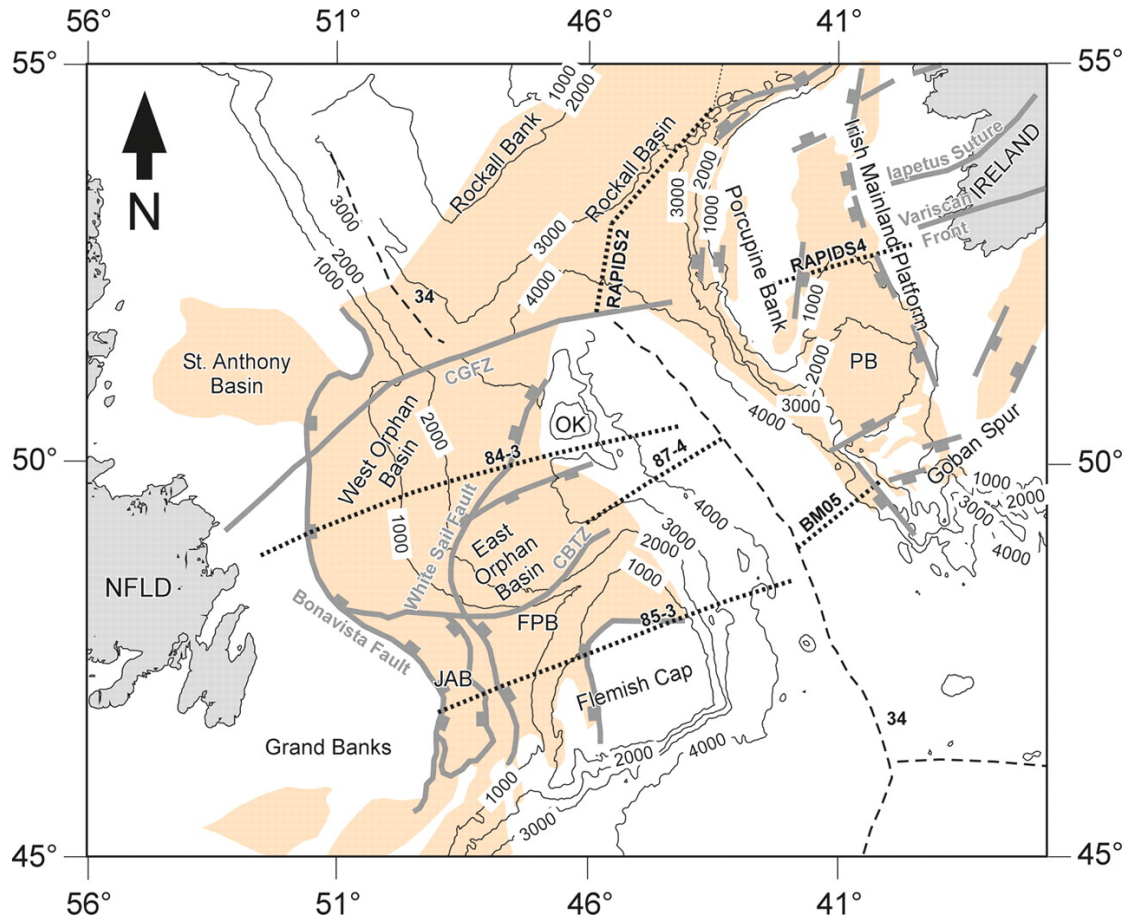 56°
51°
46°
41°
55°
55°
N
1000
2000
Rockall Bank
Rockall Basin
Irish Mainland Platform
Iapetus Suture
IRELAND
Variscan
Front
3000
2000
1000
3000
2000
1000
3000
4000
34
RAPIDS2
Porcupine Bank
RAPIDS4
1000
2000
PB
3000
4000
St. Anthony
Basin
CGFZ
OK
West Orphan
Basin
2000
84-3
87-4
50°
50°
Goban Spur
1000
2000
3000
4000
BM05
1000
White Sail Fault
East
Orphan
Basin
CBTZ
4000
3000
2000
1000
NFLD
Bonavista Fault
FPB
85-3
JAB
Flemish Cap
Grand Banks
34
1000
2000
4000
3000
45°
45°
56°
51°
46°
41°